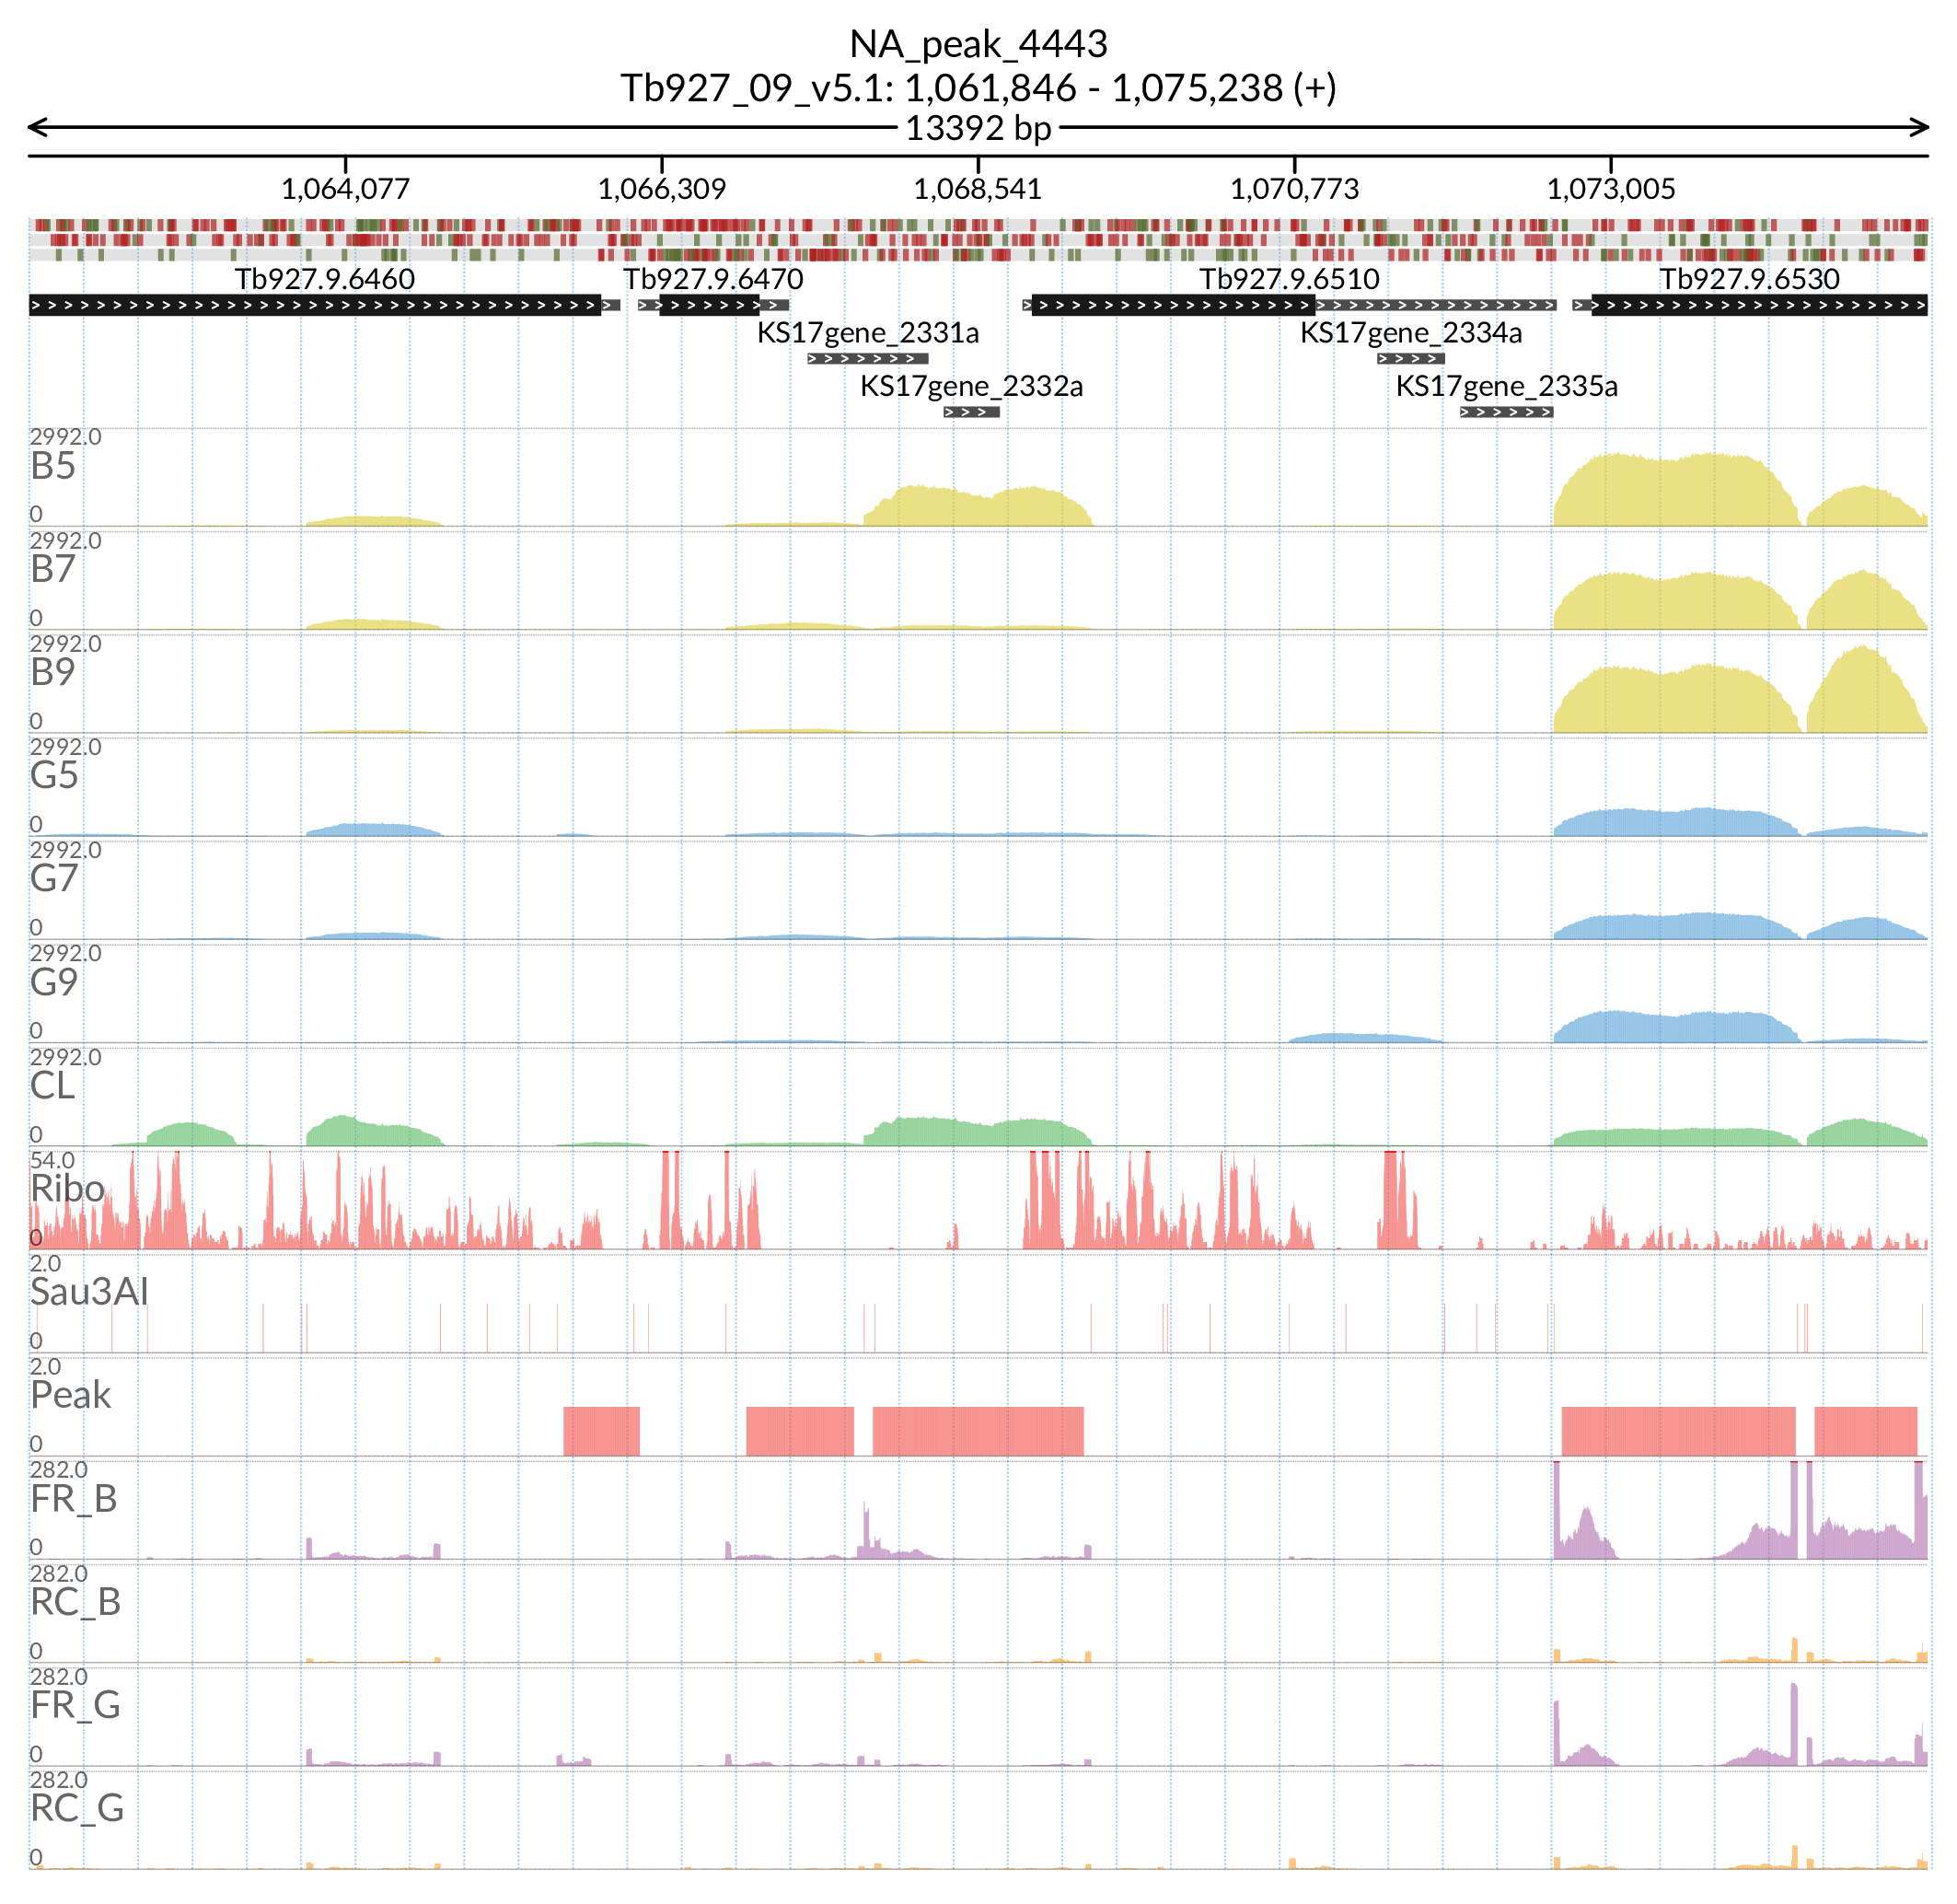 NA_peak_4443
Tb927_09_v5.1: 1,061,846 - 1,075,238 (+)
13392 bp
1,064,077 1,066,309 1,068,541 1,070,773 1,073,005
Tb927.9.6460 Tb927.9.6470 Tb927.9.6510 Tb927.9.6530
KS17gene_2331a KS17gene_2334a
KS17gene_2332a KS17gene_2335a
2992.0
B5
0
2992.0
B7
0
2992.0
B9
0
2992.0
G5
0
2992.0
G7
0
2992.0
G9
0
2992.0
CL
0
54.0
Ribo
0
2.0
Sau3AI
0
2.0
Peak
0
282.0
FR_B
0
282.0
RC_B
0
282.0
FR_G
0
282.0
RC_G
0